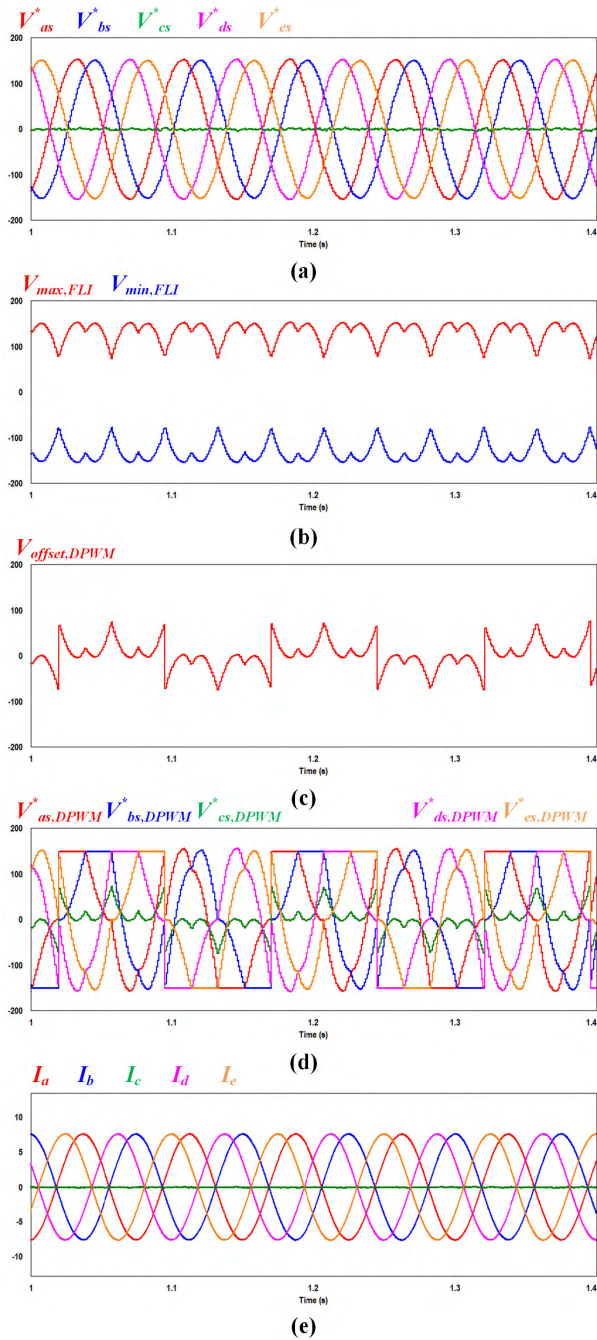 V*as V*bs V*cs V*ds V*es
200
100
0
-100
-200
1 1.1 1.2 1.3 1.4
Time (s)
(a)
Vmax,FLI Vmin,FLI
200
100
0
-100
-200
1 1.1 1.2 1.3 1.4
Time (s)
(b)
Voffset,DPWM
200
100
0
-100
-200
1 1.1 1.2 1.3 1.4
Time (s)
(c)
V*as,DPWM V*bs,DPWM V*cs,DPWM V*ds,DPWM V*es,DPWM
200
100
0
-100
-200
1 1.1 1.2 1.3 1.4
Time (s)
(d)
Ia Ib Ic Id Ie
10
5
0
-5
-10
1 1.1 1.2 1.3 1.4
Time (s)
(e)